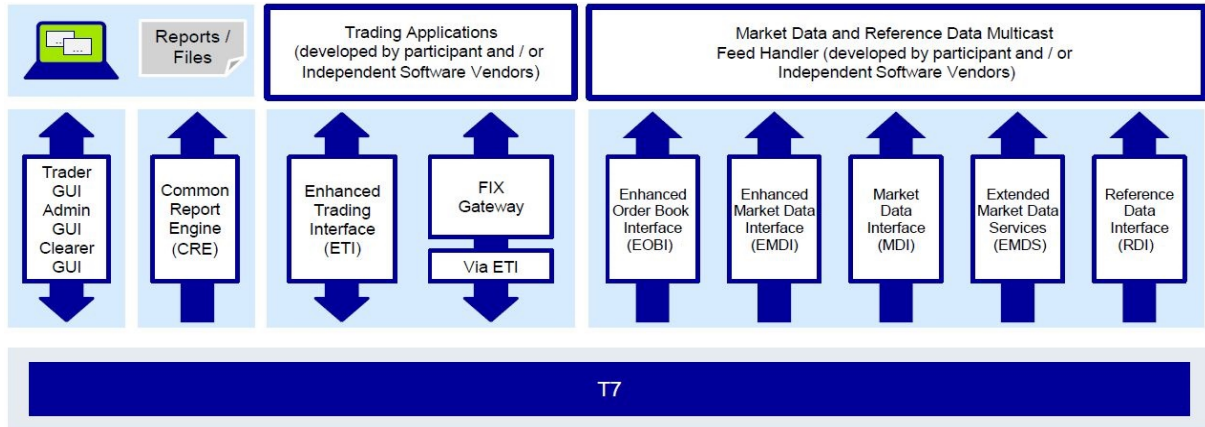 ... ...
Reports /
Files
Trading Applications
(developed by participant and / or
Independent Software Vendors)
Market Data and Reference Data Multicast
Feed Handler (developed by participant and / or
Independent Software Vendors)
Trader
GUI
Admin
GUI
Clearer
GUI
Common
Report
Engine
(CRE)
Enhanced
Trading
Interface
(ETI)
FIX
Gateway
Via ETI
Enhanced
Order Book
Interface
(EOBI)
Enhanced
Market Data
Interface
(EMDI)
Market
Data
Interface
(MDI)
Extended
Market Data
Services
(EMDS)
Reference
Data
Interface
(RDI)
T7